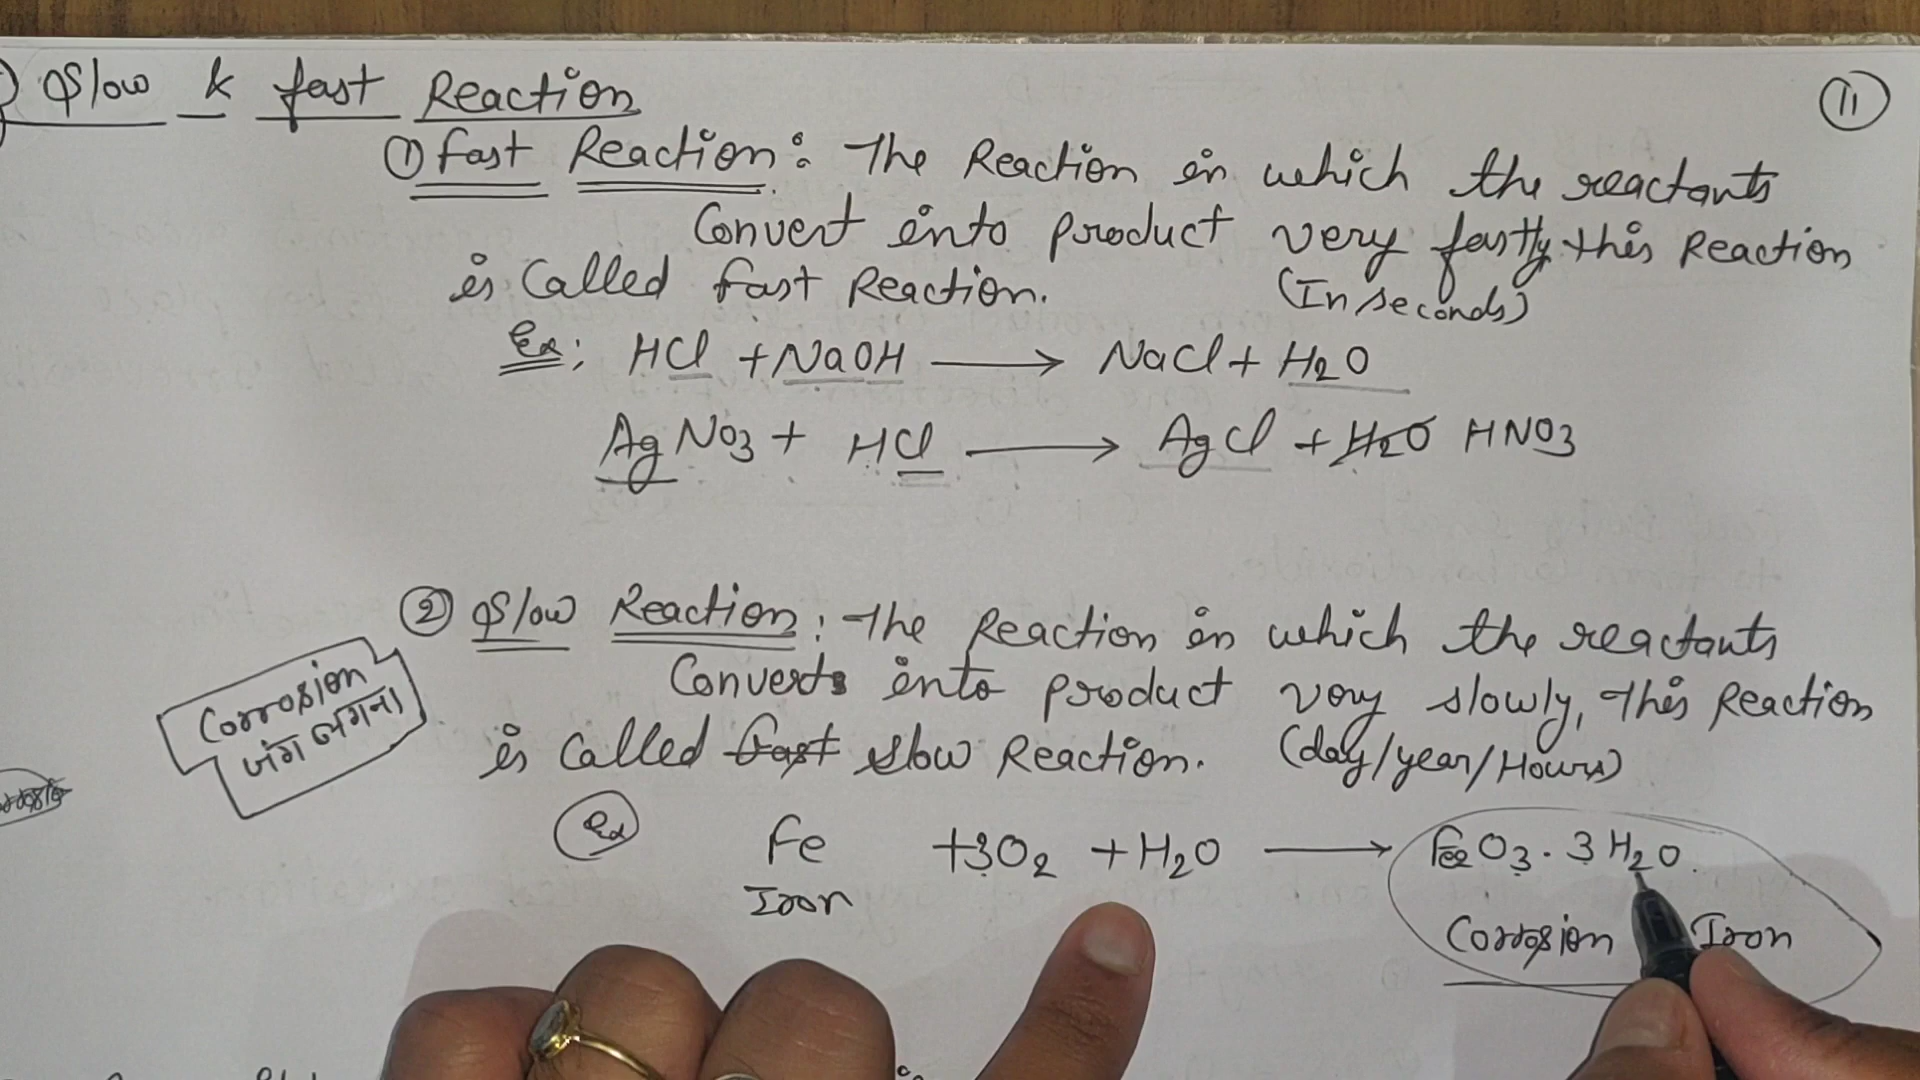 Slow & fast Reaction
11
① fast Reaction: The Reaction in which the reactants
Convert into product very fastly this Reaction
is Called fast Reaction. (In seconds)
Ex: HCl + NaOH ⟶ NaCl + H2O
AgNO3 + HCl ⟶ AgCl + H2O HNO3
② Slow Reaction: The Reaction in which the reactants
Converts into product very slowly, this Reaction
is Called fast slow Reaction. (day/year/Hours)
Corrosion
जंग लगना
Ex Fe +3O2 + H2O ⟶ Fe2O3 . 3H2O.
Iron
Corrosion Iron